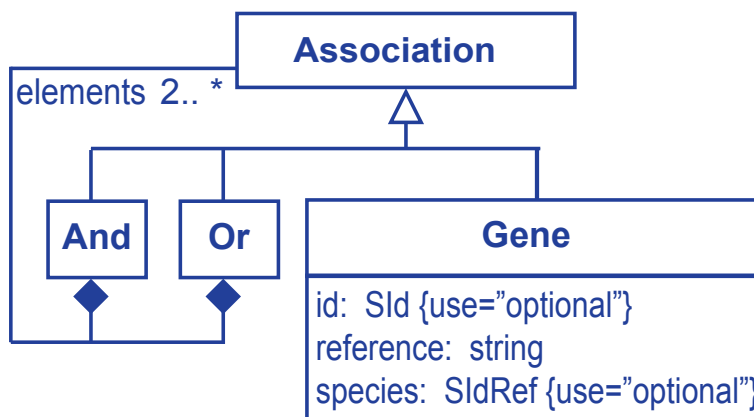 Association
elements 2.. *
And
Or
Gene
id: SId {use=”optional”}
reference: string
species: SIdRef {use=”optional”}